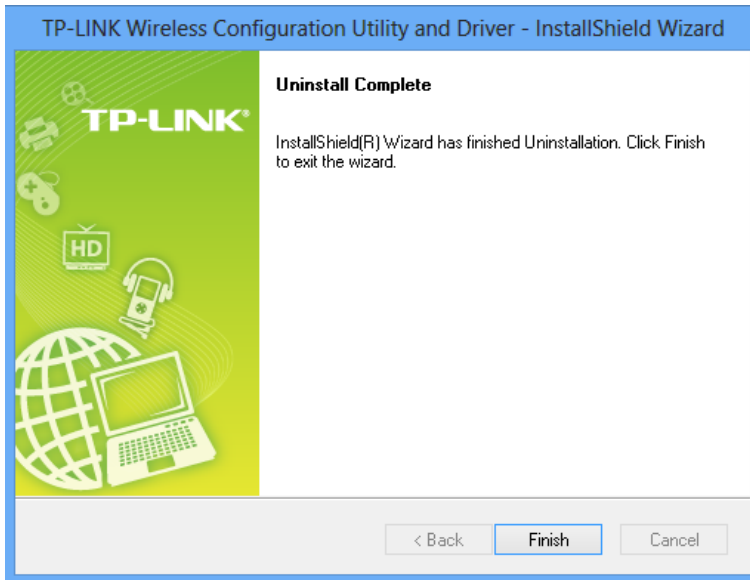 TP-LINK Wireless Configuration Utility and Driver - InstallShield Wizard
TP-LINK®
Uninstall Complete
InstallShield(R) Wizard has finished Uninstallation. Click Finish
to exit the wizard.
HD
< Back
Finish
Cancel